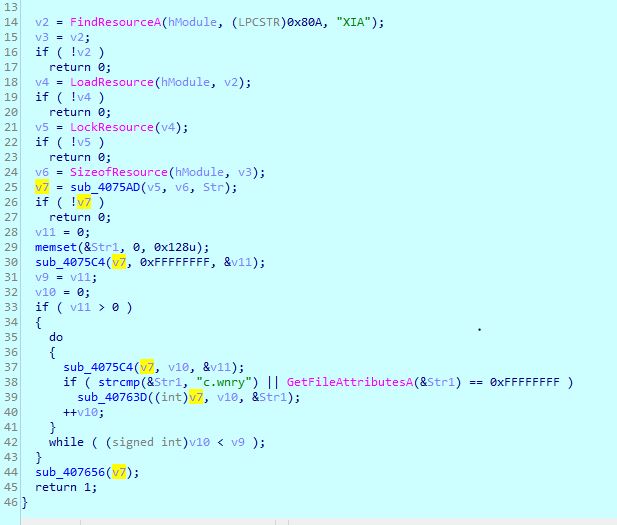 13
14 v2 = FindResourceA(hModule, (LPCSTR)0x80A, "XIA");
15 v3 = v2;
16 if ( !v2 )
17 return 0;
18 v4 = LoadResource(hModule, v2);
19 if ( !v4 )
20 return 0;
21 v5 = LockResource(v4);
22 if ( !v5 )
23 return 0;
24 v6 = SizeofResource(hModule, v3);
25 v7 = sub_4075AD(v5, v6, Str);
26 if ( !v7 )
27 return 0;
28 v11 = 0;
29 memset(&Str1, 0, 0x128u);
30 sub_4075C4(v7, 0xFFFFFFFF, &v11);
31 v9 = v11;
32 v10 = 0;
33 if ( v11 > 0 )
34 {
35 do
36 {
37 sub_4075C4(v7, v10, &v11);
38 if ( strcmp(&Str1, "c.wnry") || GetFileAttributesA(&Str1) == 0xFFFFFFFF )
39 sub_40763D((int)v7, v10, &Str1);
40 ++v10;
41 }
42 while ( (signed int)v10 < v9 );
43 }
44 sub_407656(v7);
45 return 1;
46 }